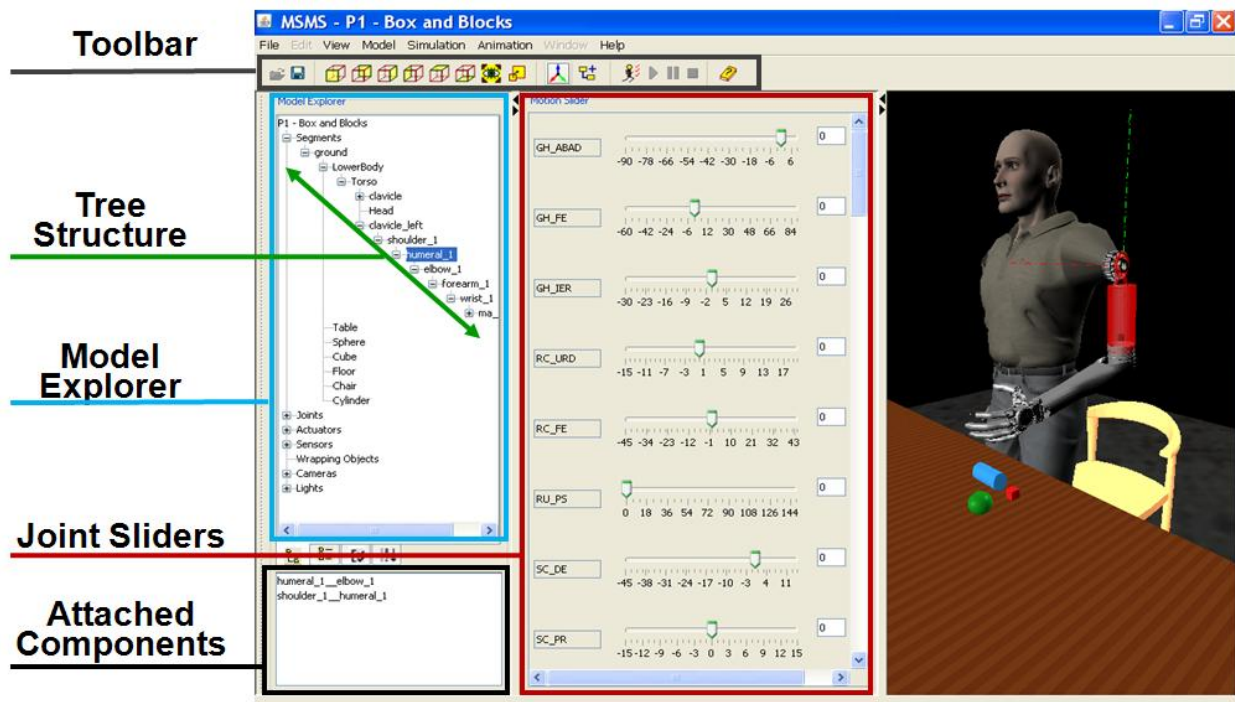 MSMS - P1 - Box and Blocks
File Edit View Model Simulation Animation Window Help
Toolbar
Model Explorer
P1 - Box and Blocks
Segments
ground
LowerBody
Torso
clavicle
Head
clavicle_left
shoulder_1
humeral_1
elbow_1
forearm_1
wrist_1
ma_
Table
Sphere
Cube
Floor
Chair
Cylinder
Joints
Actuators
Sensors
Wrapping Objects
Cameras
Lights
Tree
Structure
Model
Explorer
Joint Sliders
Attached
Components
humeral_1__elbow_1
shoulder_1__humeral_1
Motion Slider
GH_ABAD 0
-90 -78 -66 -54 -42 -30 -18 -6 6
GH_FE 0
-60 -42 -24 -6 12 30 48 66 84
GH_IER 0
-30 -23 -16 -9 -2 5 12 19 26
RC_URD 0
-15 -11 -7 -3 1 5 9 13 17
RC_FE 0
-45 -34 -23 -12 -1 10 21 32 43
RU_PS 0
0 18 36 54 72 90 108 126 144
SC_DE 0
-45 -38 -31 -24 -17 -10 -3 4 11
SC_PR 0
-15 -12 -9 -6 -3 0 3 6 9 12 15